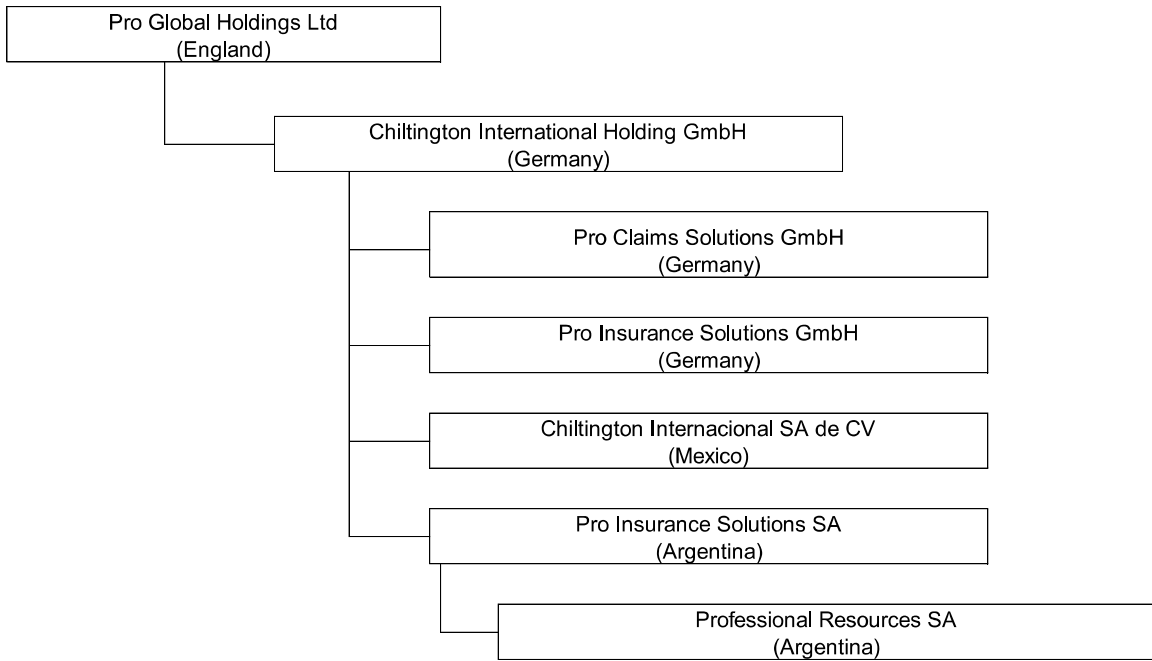 Pro Global Holdings Ltd
(England)
Chiltington International Holding GmbH
(Germany)
Pro Claims Solutions GmbH
(Germany)
Pro Insurance Solutions GmbH
(Germany)
Chiltington Internacional SA de CV
(Mexico)
Pro Insurance Solutions SA
(Argentina)
Professional Resources SA
(Argentina)